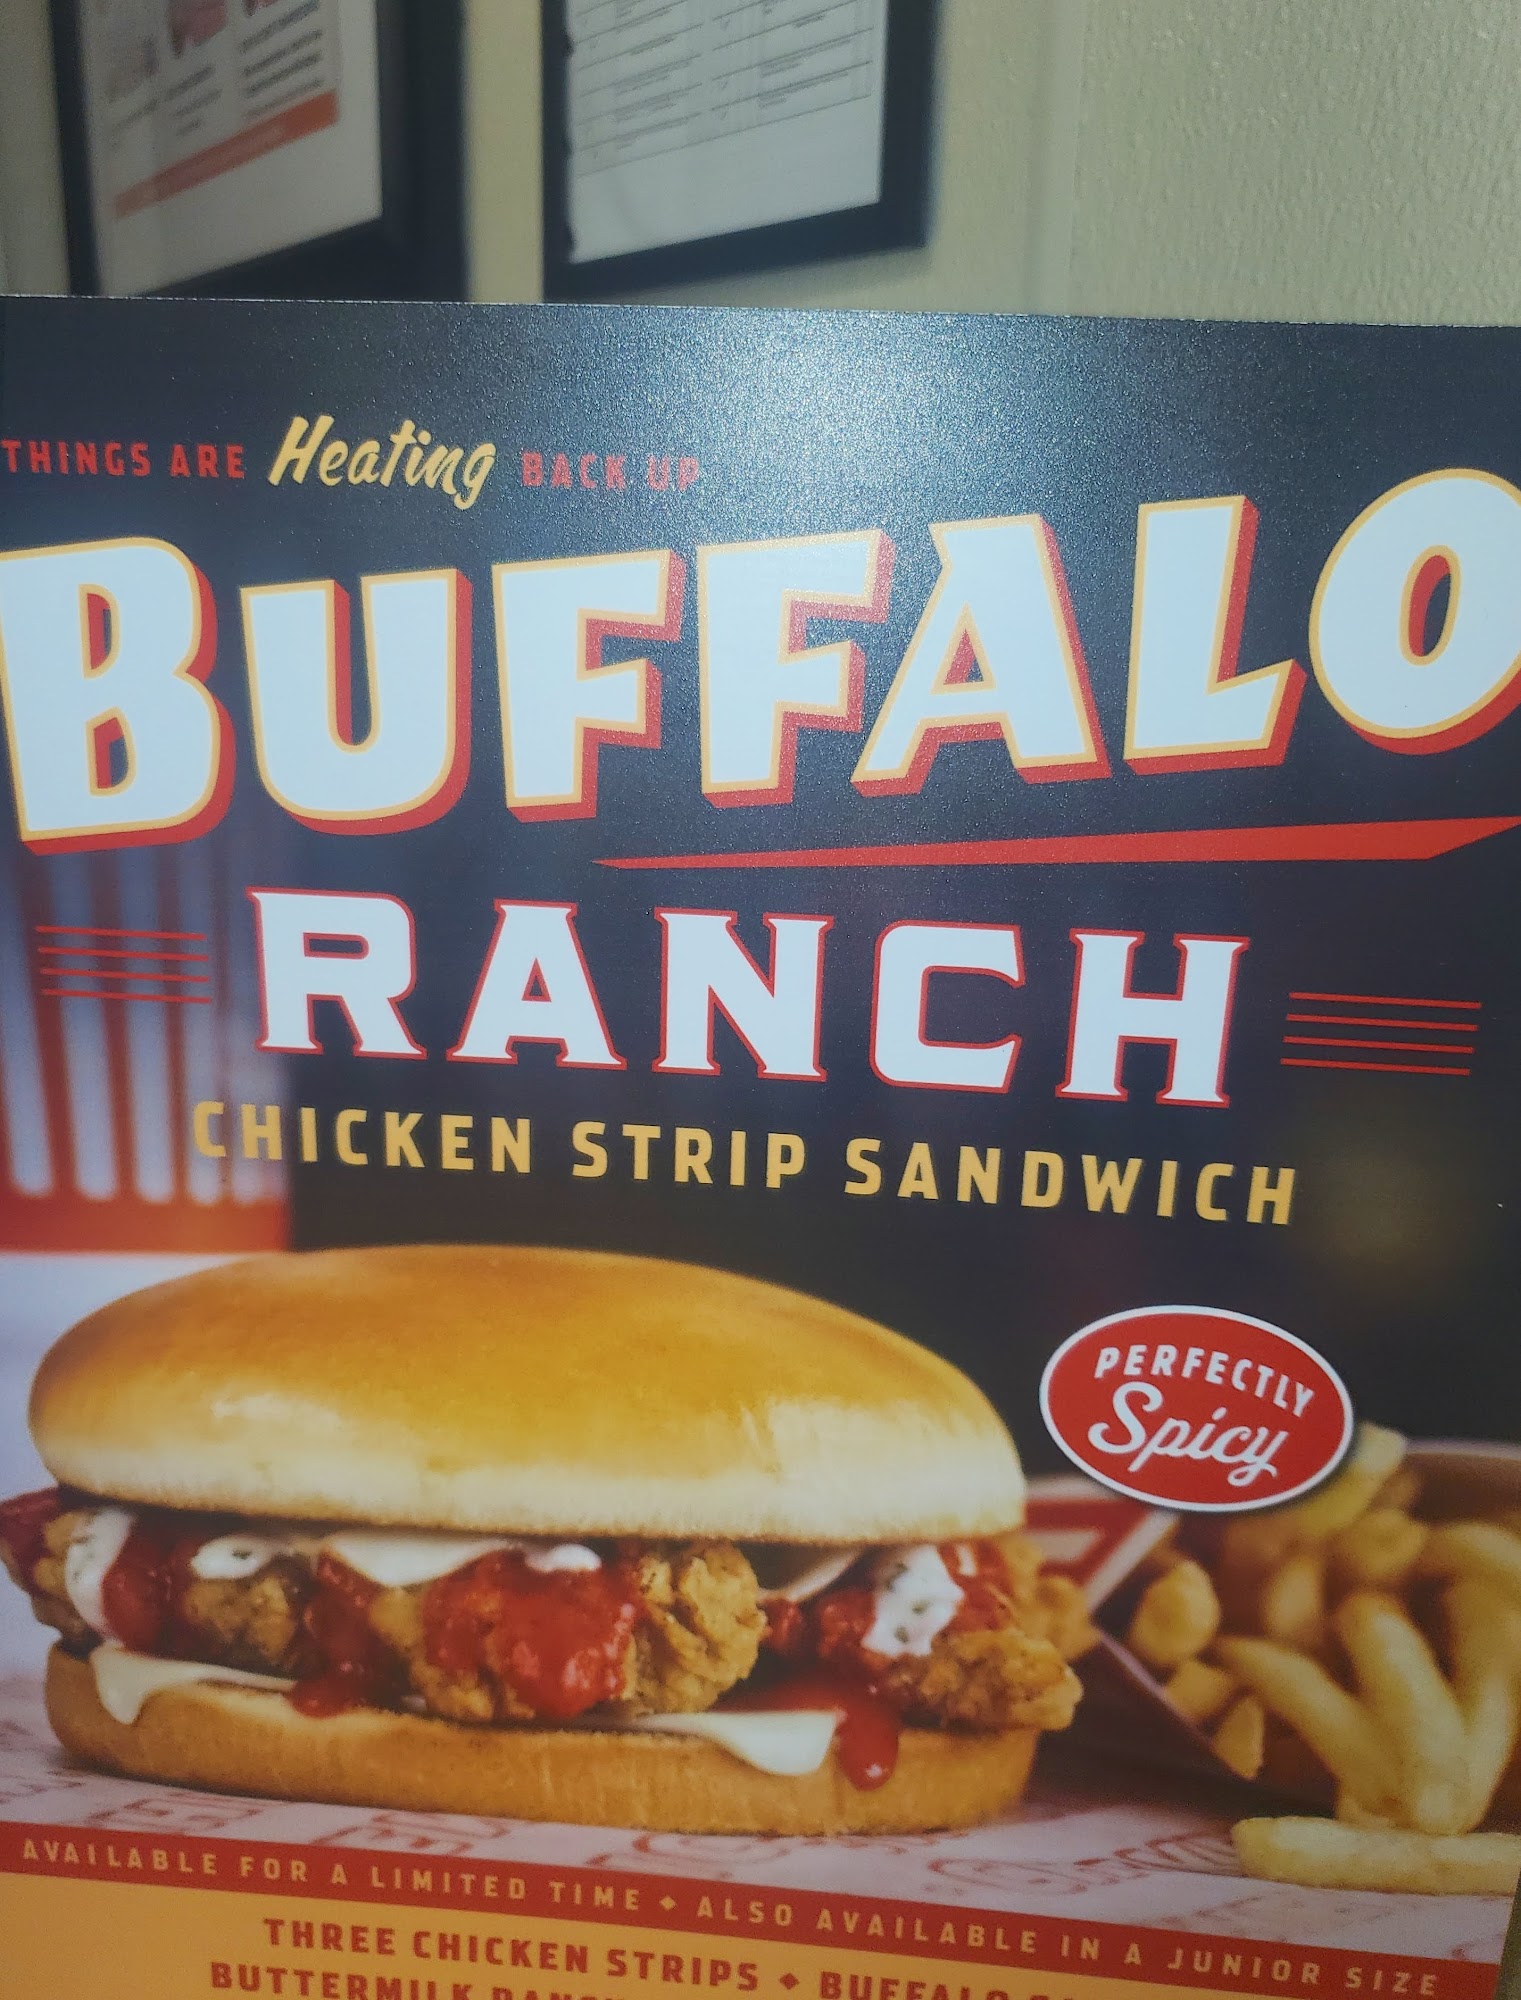 THINGS ARE Heating BACK UP
BUFFALO
RANCH
CHICKEN STRIP SANDWICH
PERFECTLY
Spicy
AVAILABLE FOR A LIMITED TIME ◆ ALSO AVAILABLE IN A JUNIOR SIZE
THREE CHICKEN STRIPS ◆ BUFFALO
BUTTERMILK